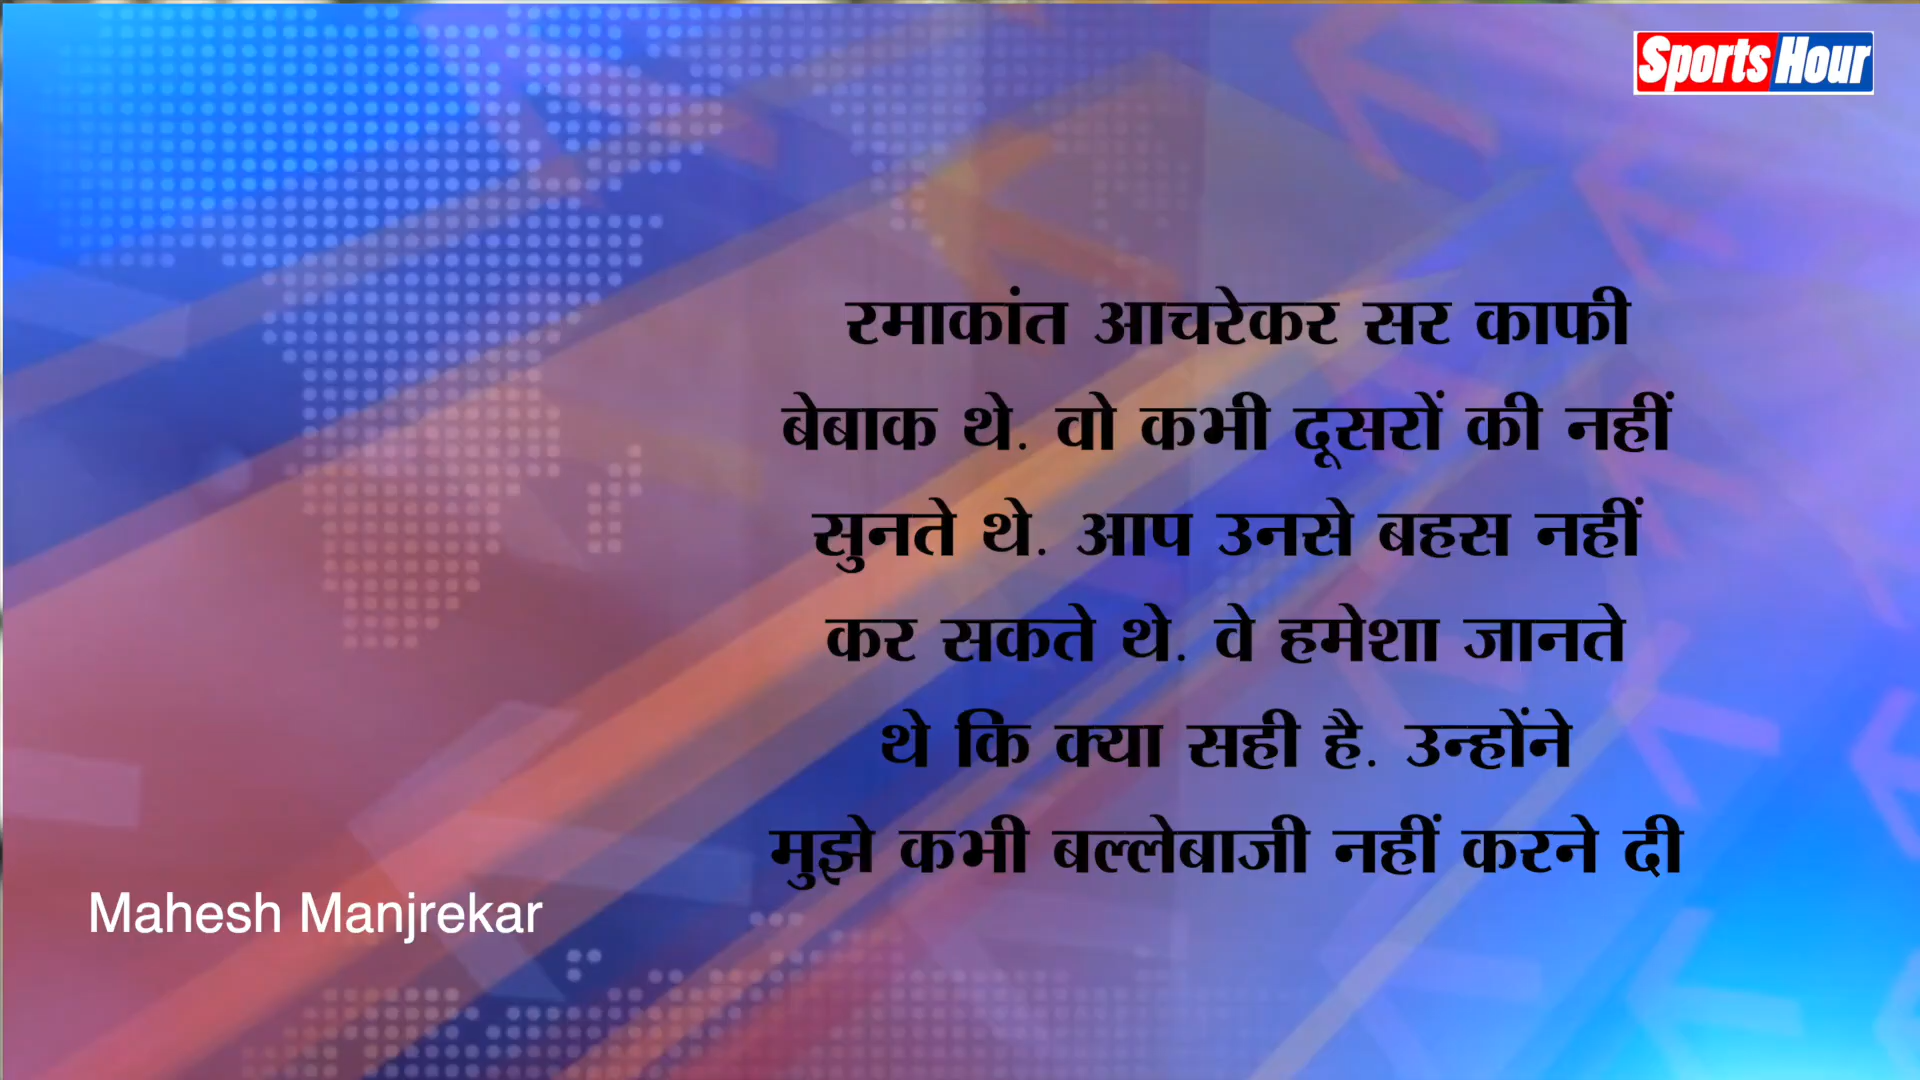 Sports Hour
रमाकांत आचरेकर सर काफी
बेबाक थे. वो कभी दूसरों की नहीं
सुनते थे. आप उनसे बहस नहीं
कर सकते थे. वे हमेशा जानते
थे कि क्या सही है. उन्होंने
मुझे कभी बल्लेबाजी नहीं करने दी
Mahesh Manjrekar